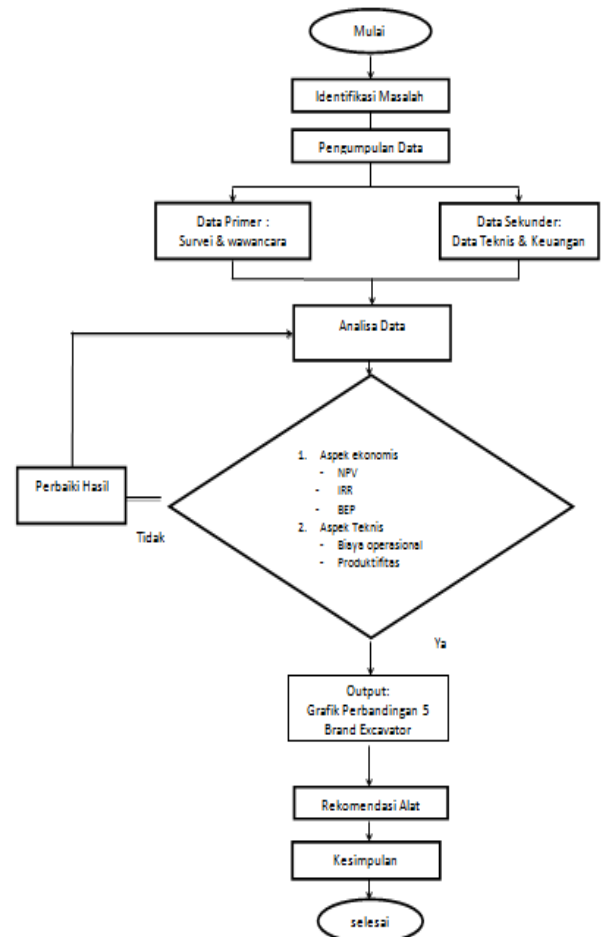 Mulai
Identifikasi Masalah
Pengumpulan Data
Data Primer :
Survei & wawancara
Data Sekunder:
Data Teknis & Keuangan
Analisa Data
1. Aspek ekonomis
- NPV
- IRR
- BEP
2. Aspek Teknis
- Biaya operasional
- Produktifitas
Perbaiki Hasil
Tidak
Ya
Output:
Grafik Perbandingan 5
Brand Excavator
Rekomendasi Alat
Kesimpulan
selesai